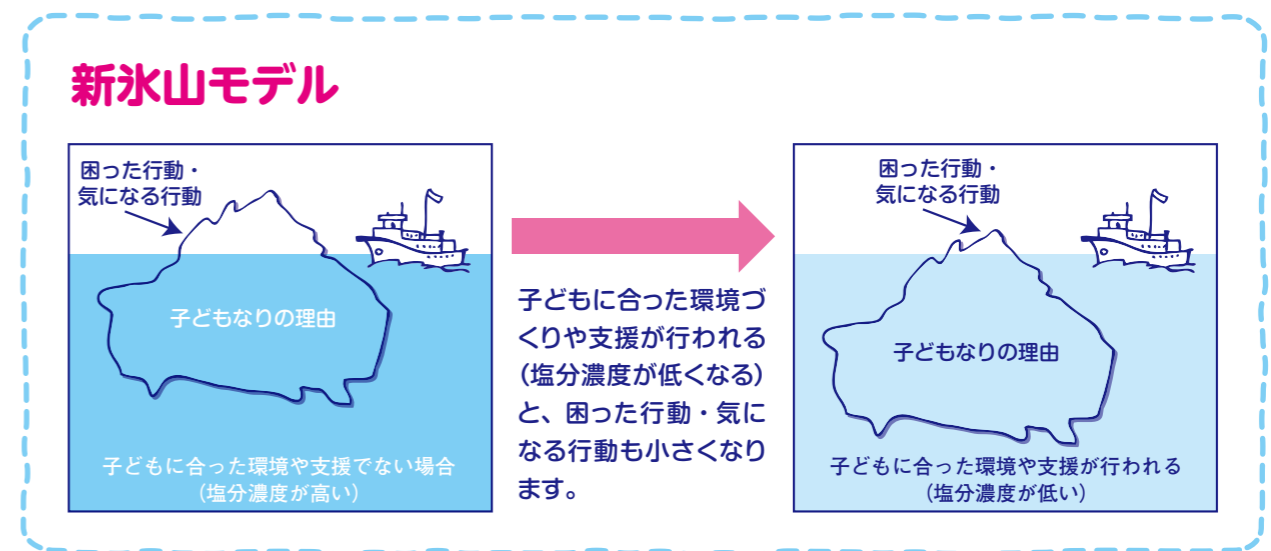 新氷山モデル
困った行動・
気になる行動
子どもなりの理由
子どもに合った環境や支援でない場合
（塩分濃度が高い）
子どもに合った環境づ
くりや支援が行われる
（塩分濃度が低くなる）
と、困った行動・気に
なる行動も小さくなり
ます。
困った行動・
気になる行動
子どもなりの理由
子どもに合った環境や支援が行われる
（塩分濃度が低い）